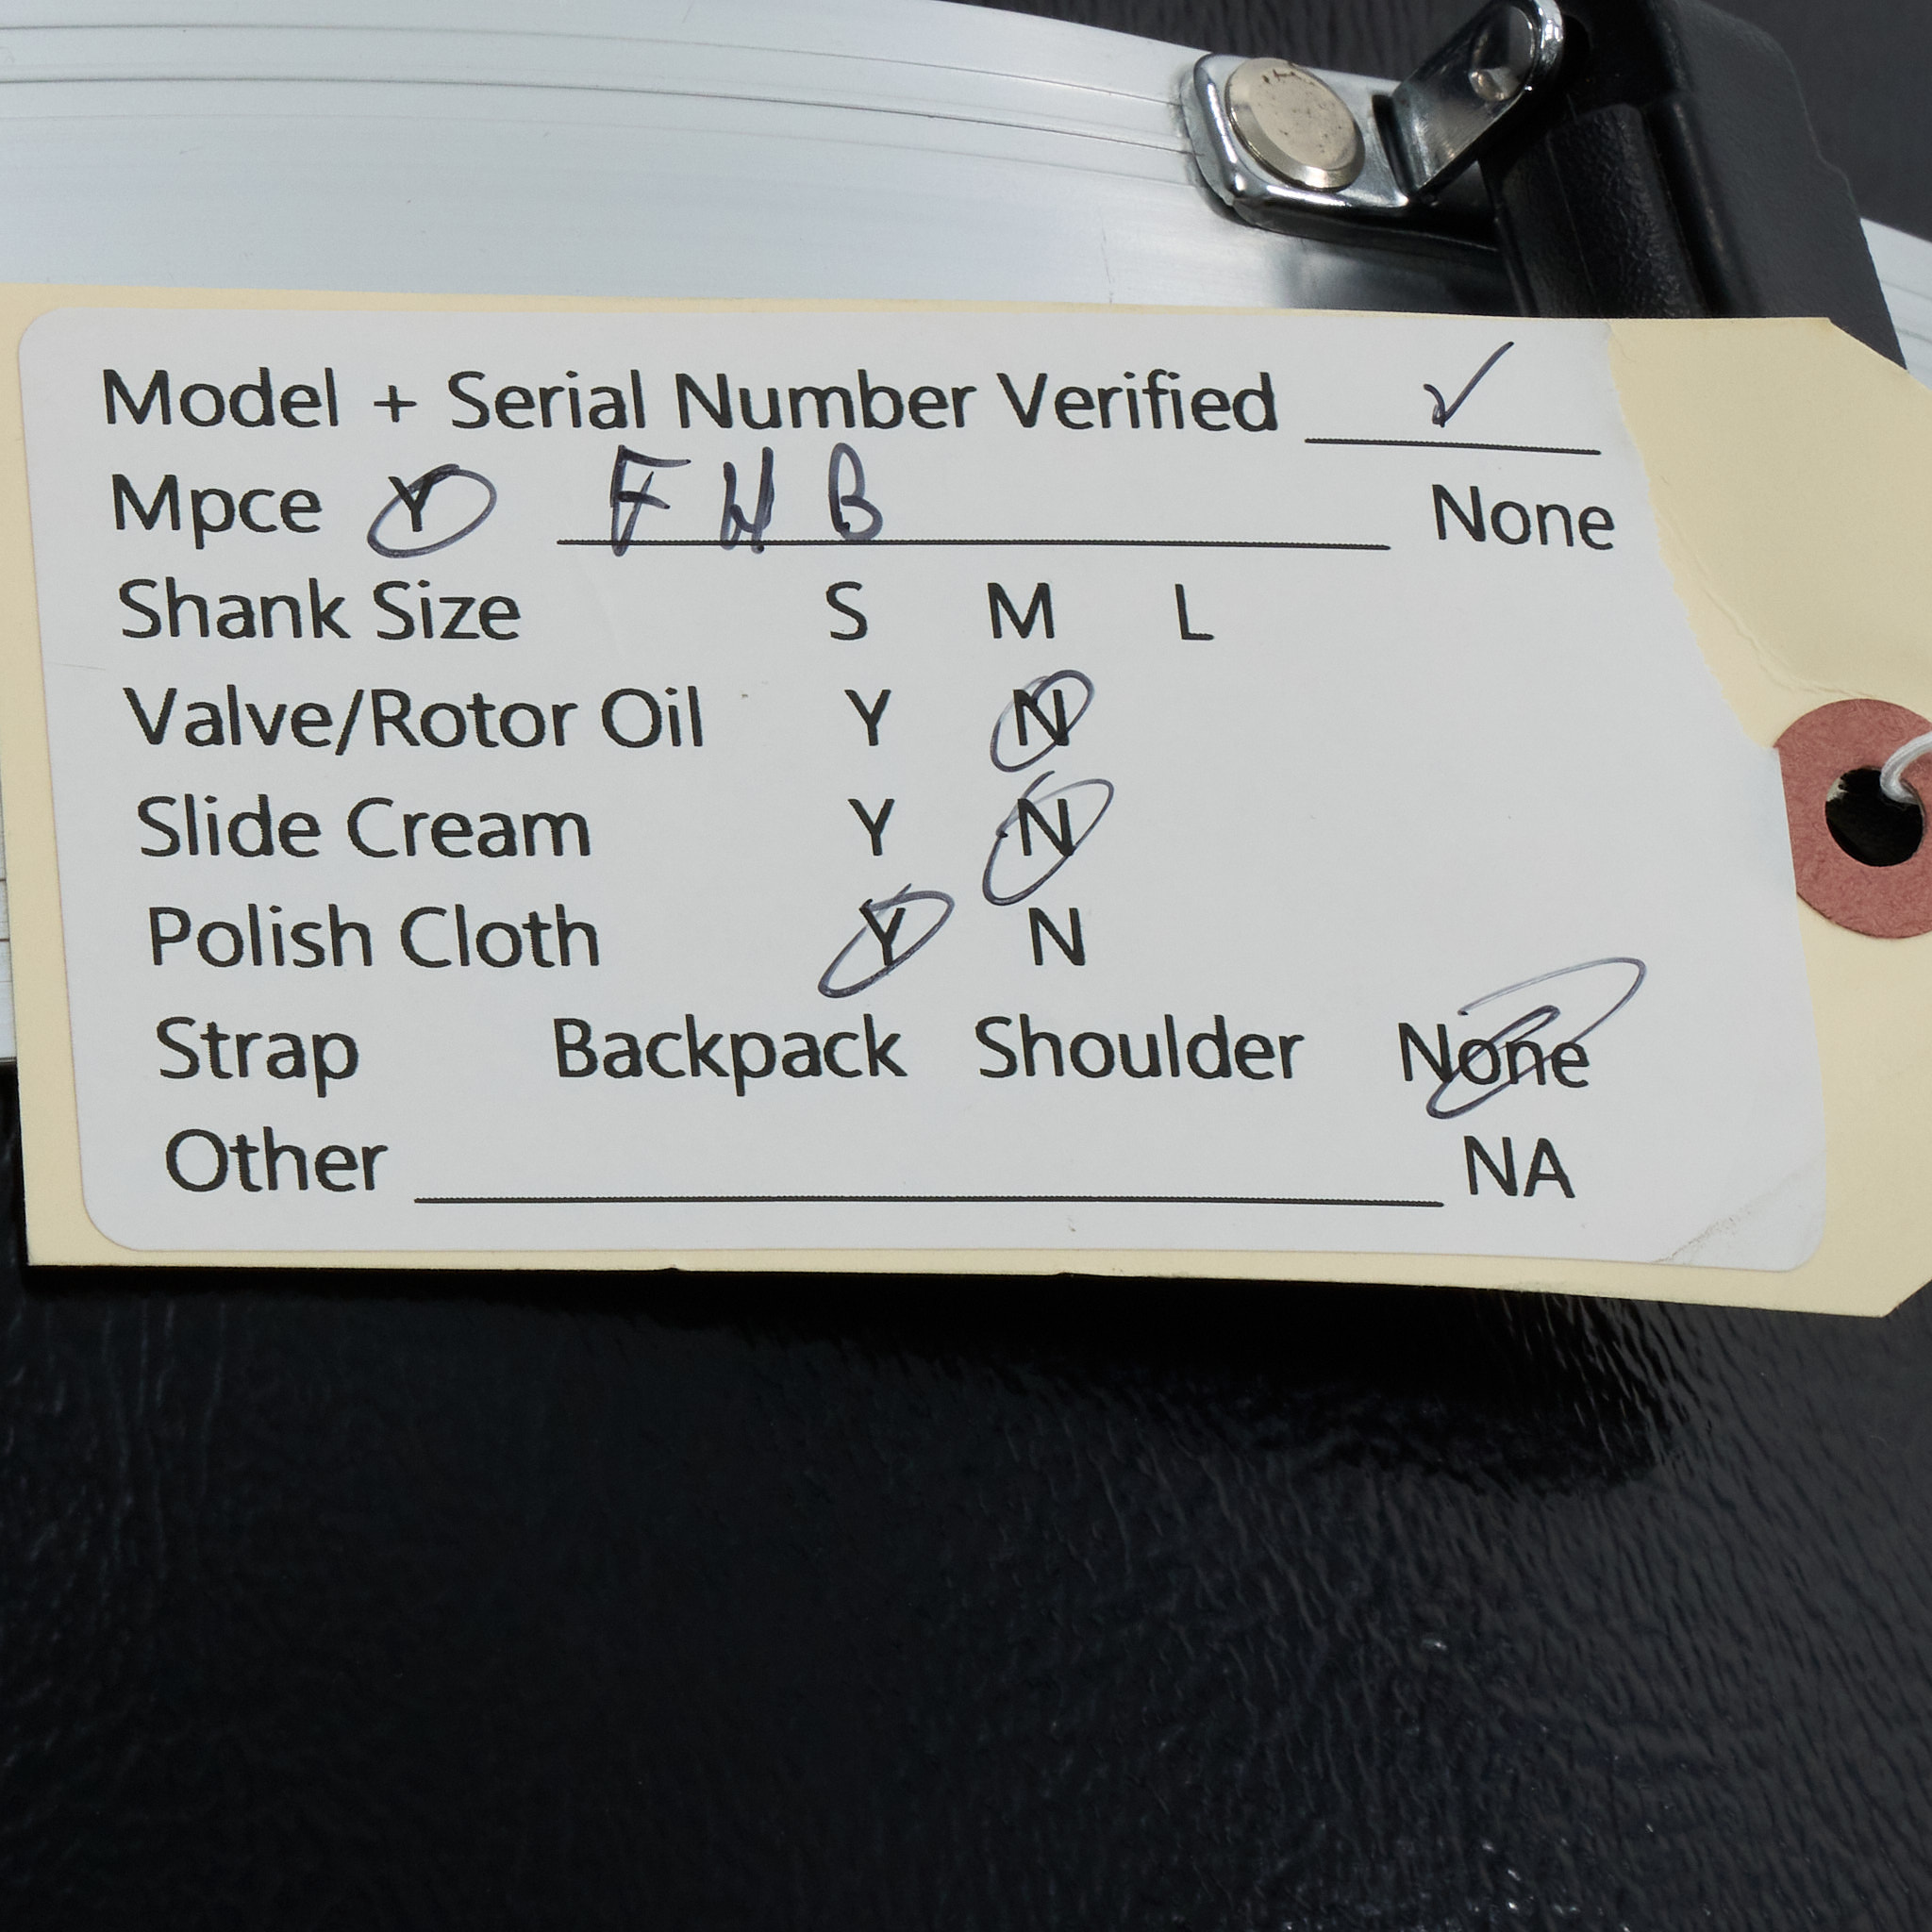 Model + Serial Number Verified ✓
Mpce Y F H B None
Shank Size S M L
Valve/Rotor Oil Y N
Slide Cream Y N
Polish Cloth Y N
Strap Backpack Shoulder None
Other NA